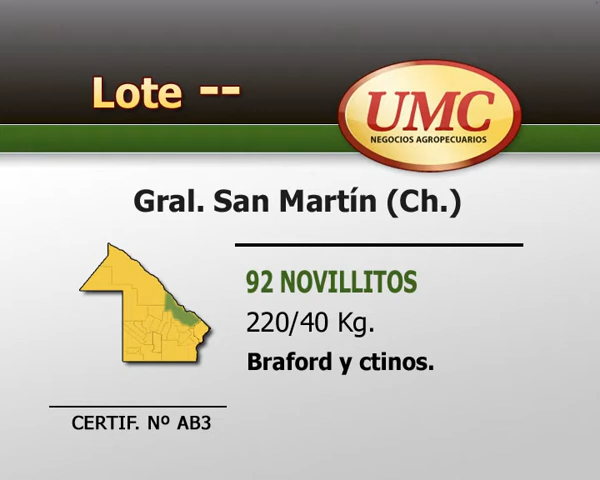 Lote --
UMC
NEGOCIOS AGROPECUARIOS
Gral. San Martín (Ch.)
92 NOVILLITOS
220/40 Kg.
Braford y ctinos.
CERTIF. Nº AB3